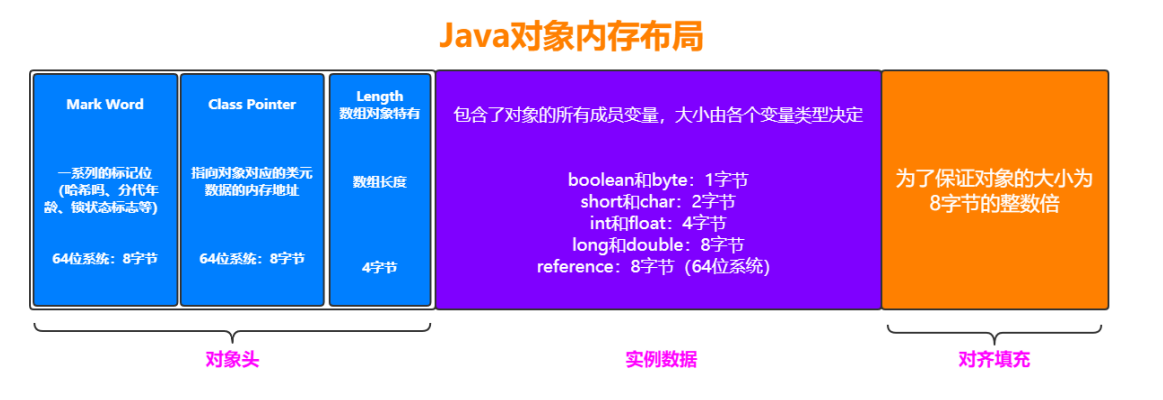 Java对象内存布局
Mark Word
一系列的标记位
（哈希吗、分代年
龄、锁状态标志等）
64位系统：8字节
Class Pointer
指向对象对应的类元
数据的内存地址
64位系统：8字节
Length
数组对象特有
数组长度
4字节
包含了对象的所有成员变量，大小由各个变量类型决定
boolean和byte：1字节
short和char：2字节
int和float：4字节
long和double：8字节
reference：8字节（64位系统）
为了保证对象的大小为
8字节的整数倍
对象头
实例数据
对齐填充